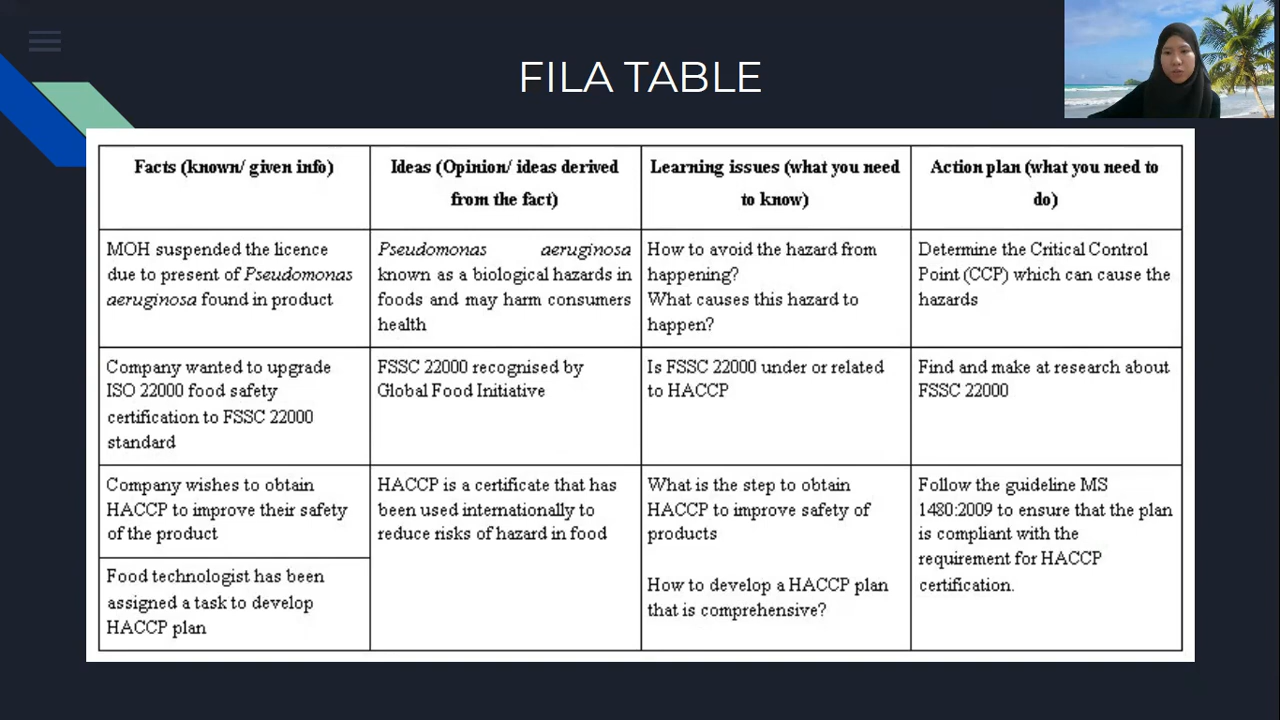 FILA TABLE
Facts (known/ given info)
Ideas (Opinion/ ideas derived
from the fact)
Learning issues (what you need
to know)
Action plan (what you need to
do)
MOH suspended the licence
due to present of Pseudomonas
aeruginosa found in product
Pseudomonas aeruginosa
known as a biological hazards in
foods and may harm consumers
health
How to avoid the hazard from
happening?
What causes this hazard to
happen?
Determine the Critical Control
Point (CCP) which can cause the
hazards
Company wanted to upgrade
ISO 22000 food safety
certification to FSSC 22000
standard
FSSC 22000 recognised by
Global Food Initiative
Is FSSC 22000 under or related
to HACCP
Find and make at research about
FSSC 22000
Company wishes to obtain
HACCP to improve their safety
of the product
Food technologist has been
assigned a task to develop
HACCP plan
HACCP is a certificate that has
been used internationally to
reduce risks of hazard in food
What is the step to obtain
HACCP to improve safety of
products
How to develop a HACCP plan
that is comprehensive?
Follow the guideline MS
1480:2009 to ensure that the plan
is compliant with the
requirement for HACCP
certification.